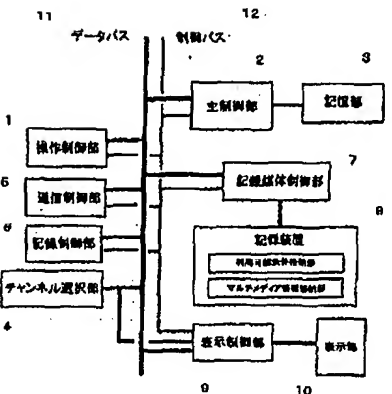 11
12
データバス
制御バス
2
3
主制御部
記憶部
1
操作制御部
7
記録媒体制御部
5
通信制御部
8
6
記録制御部
記録装置
チャンネル選択部
4
表示制御部
表示部
9
10